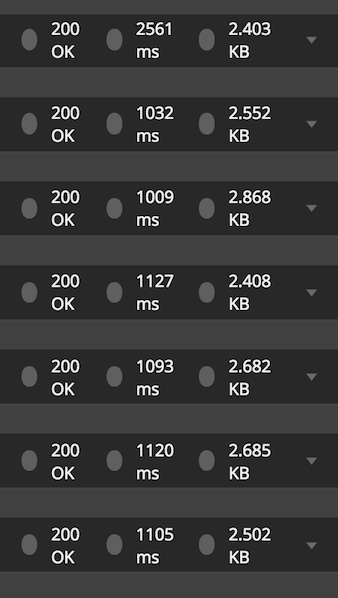 200 2561 2.403
OK ms KB
200 1032 2.552
OK ms KB
200 1009 2.868
OK ms KB
200 1127 2.408
OK ms KB
200 1093 2.682
OK ms KB
200 1120 2.685
OK ms KB
200 1105 2.502
OK ms KB